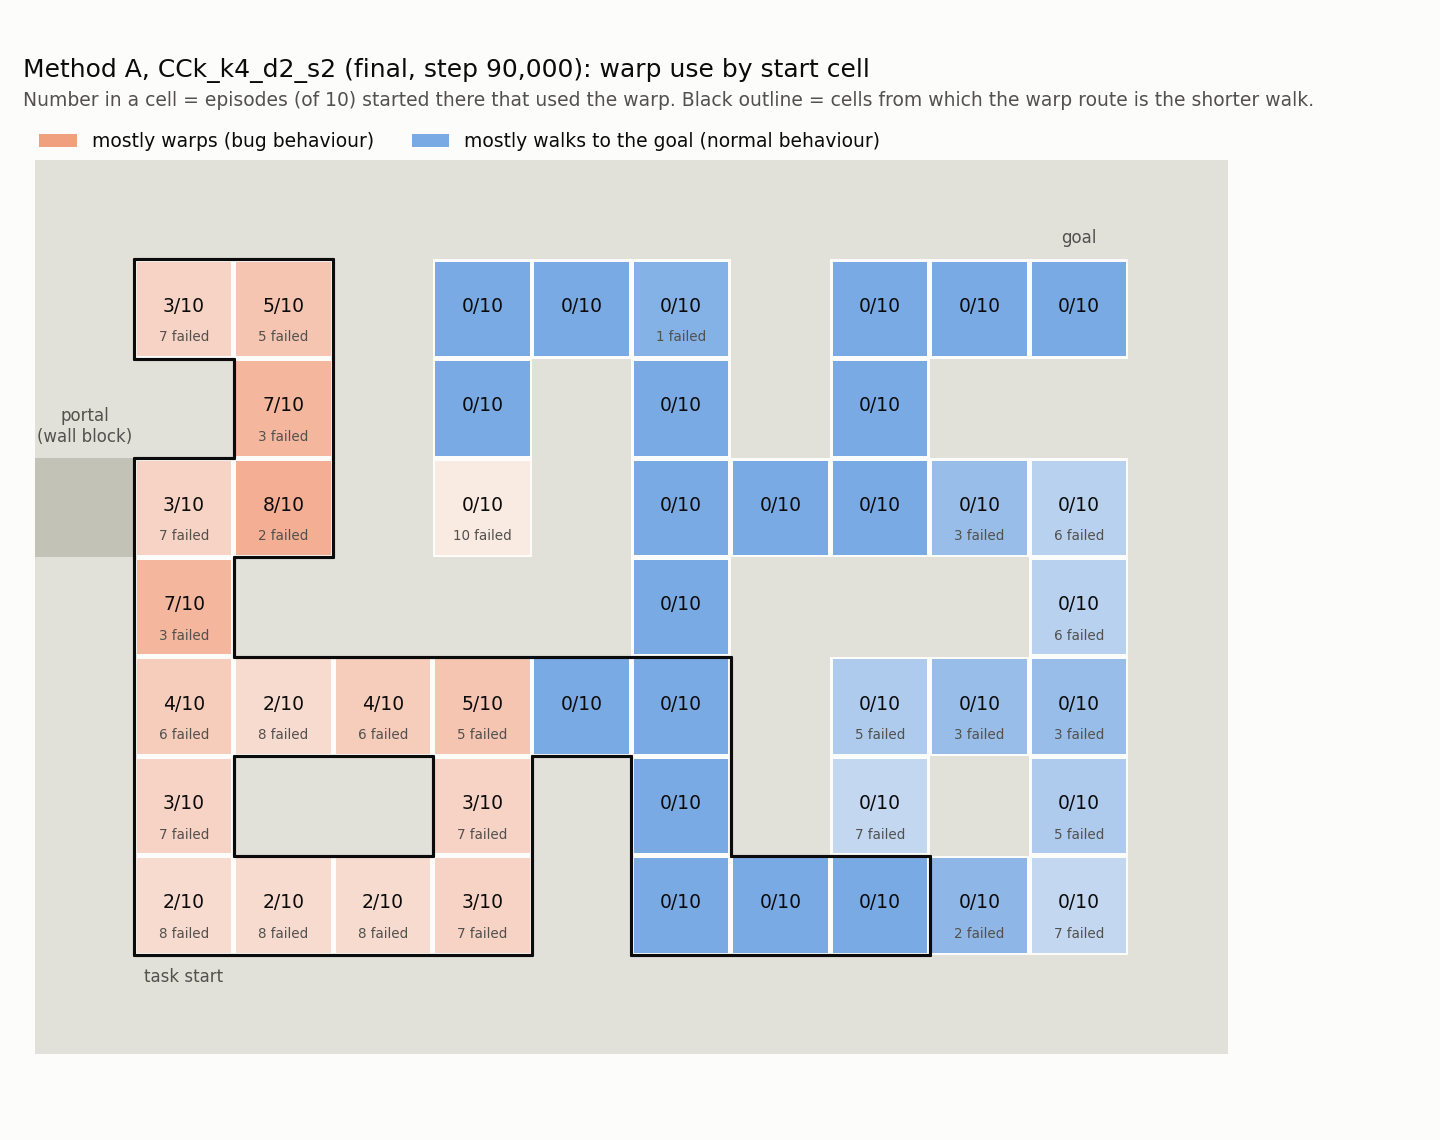 Method A, CCk_k4_d2_s2 (final, step 90,000): warp use by start cell
Number in a cell = episodes (of 10) started there that used the warp. Black outline = cells from which the warp route is the shorter walk.
mostly warps (bug behaviour) mostly walks to the goal (normal behaviour)
goal
3/10 5/10 0/10 0/10 0/10 0/10 0/10 0/10
7 failed 5 failed 1 failed
7/10 0/10 0/10 0/10
3 failed
portal
(wall block)
3/10 8/10 0/10 0/10 0/10 0/10 0/10 0/10
7 failed 2 failed 10 failed 3 failed 6 failed
7/10 0/10 0/10
3 failed 6 failed
4/10 2/10 4/10 5/10 0/10 0/10 0/10 0/10 0/10
6 failed 8 failed 6 failed 5 failed 5 failed 3 failed 3 failed
3/10 3/10 0/10 0/10 0/10
7 failed 7 failed 7 failed 5 failed
2/10 2/10 2/10 3/10 0/10 0/10 0/10 0/10 0/10
8 failed 8 failed 8 failed 7 failed 2 failed 7 failed
task start